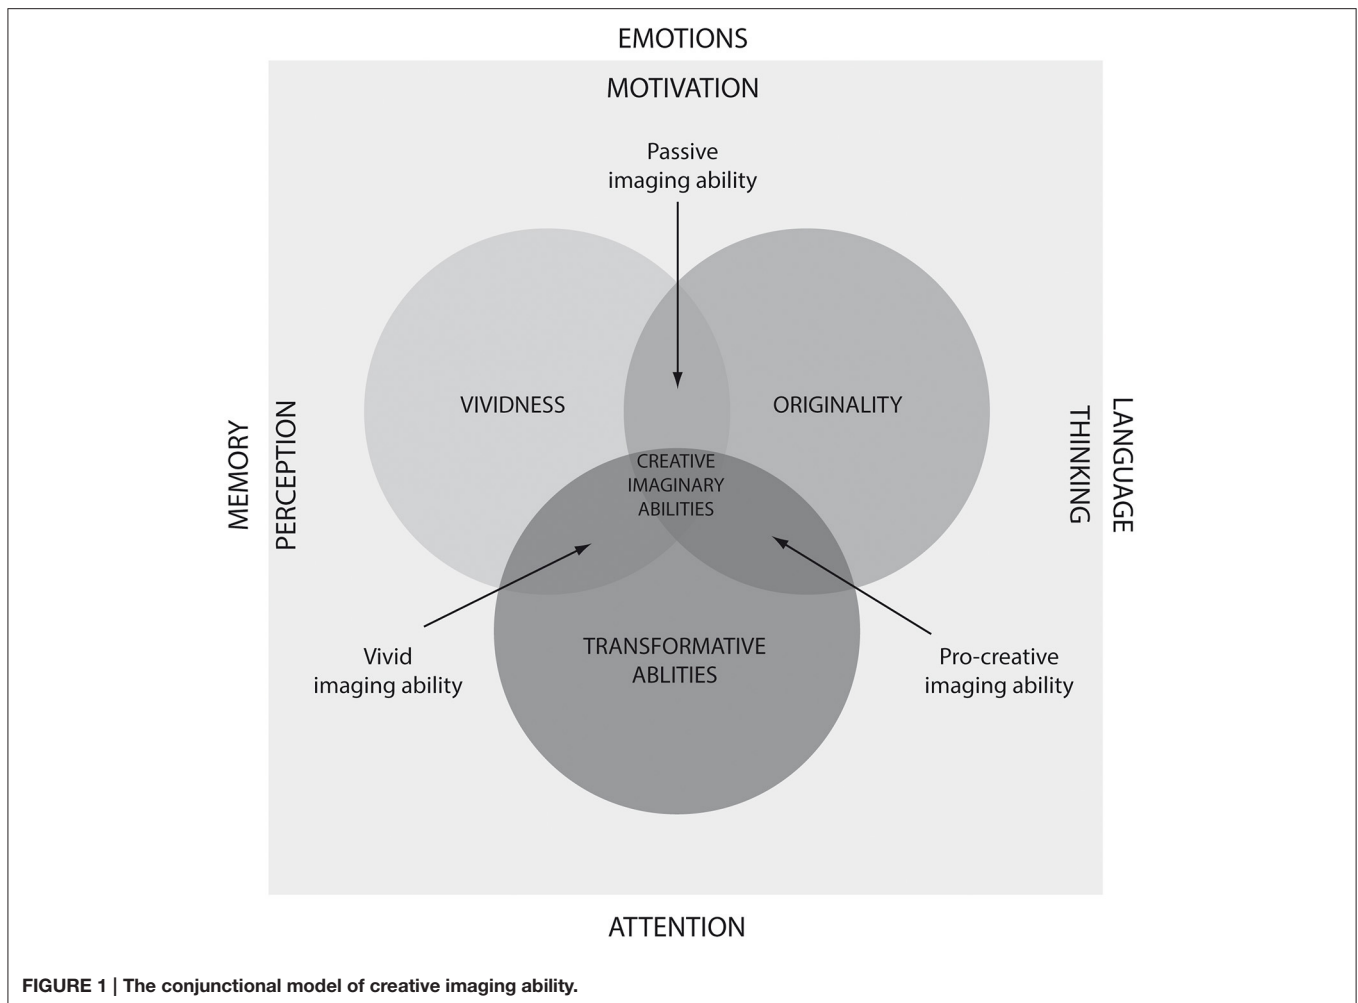 EMOTIONS
MOTIVATION
Passive
imaging ability
VIVIDNESS
ORIGINALITY
MEMORY
PERCEPTION
THINKING
LANGUAGE
CREATIVE
IMAGINARY
ABILITIES
Vivid
imaging ability
TRANSFORMATIVE
ABLITIES
Pro-creative
imaging ability
ATTENTION
FIGURE 1 | The conjunctional model of creative imaging ability.